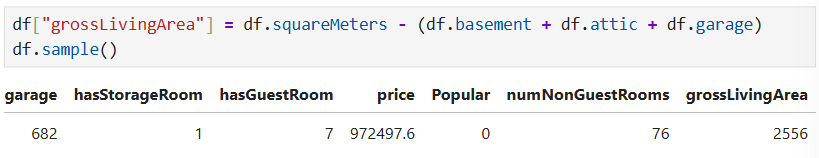 df["grossLivingArea"] = df.squareMeters - (df.basement + df.attic + df.garage)
df.sample()
garage hasStorageRoom hasGuestRoom price Popular numNonGuestRooms grossLivingArea
682 1 7 972497.6 0 76 2556